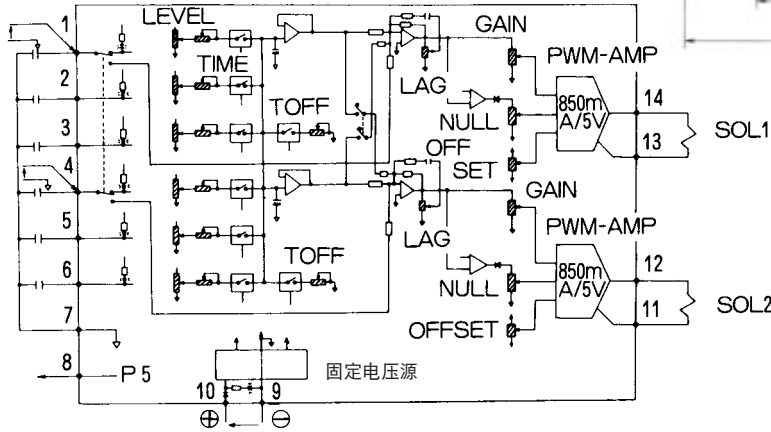 LEVEL
GAIN
1
TIME
PWM-AMP
2
LAG
850m
A/5V
14
TOFF
NULL
SOL1
3
OFF
SET
13
4
GAIN
5
LAG
PWM-AMP
TOFF
6
NULL
850m
A/5V
12
SOL2
7
OFFSET
11
8
P5
固定电压源
10
9
⊕
⊖